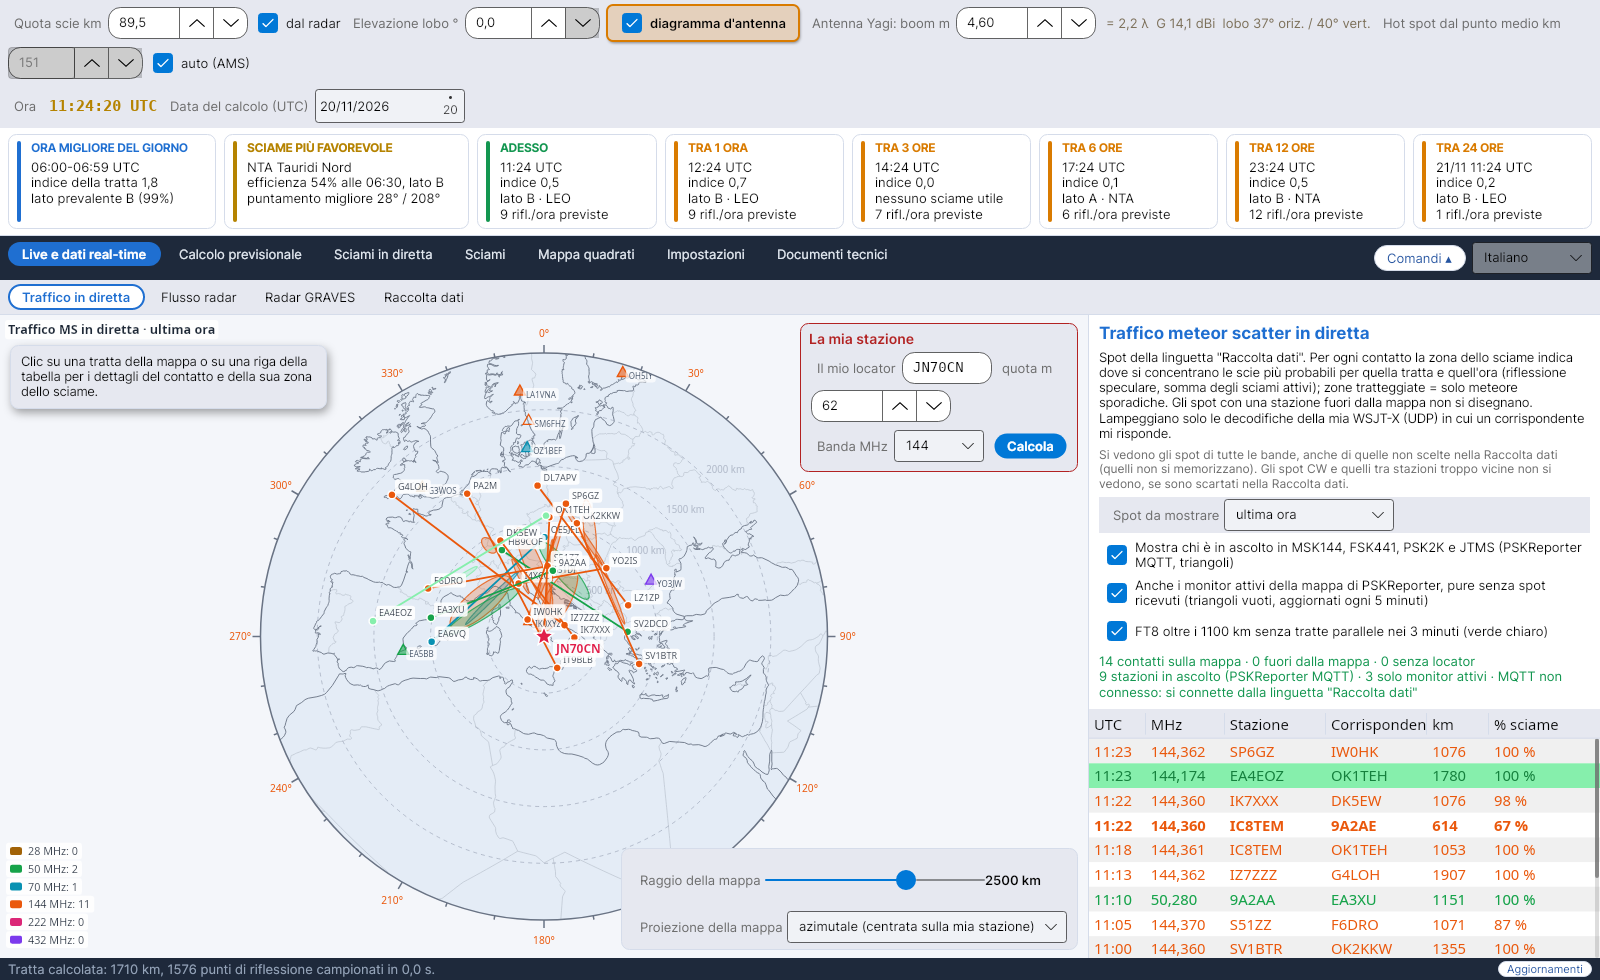 Quota scie km 89,5 dal radar Elevazione lobo ° 0,0 diagramma d'antenna Antenna Yagi: boom m 4,60 = 2,2 λ G 14,1 dBi lobo 37° oriz. / 40° vert. Hot spot dal punto medio km
151 auto (AMS)
Ora 11:24:20 UTC Data del calcolo (UTC) 20/11/2026 20
ORA MIGLIORE DEL GIORNO
06:00-06:59 UTC
indice della tratta 1,8
lato prevalente B (99%)
SCIAME PIÙ FAVOREVOLE
NTA Tauridi Nord
efficienza 54% alle 06:30, lato B
puntamento migliore 28° / 208°
ADESSO
11:24 UTC
indice 0,5
lato B · LEO
9 rifl./ora previste
TRA 1 ORA
12:24 UTC
indice 0,7
lato B · LEO
9 rifl./ora previste
TRA 3 ORE
14:24 UTC
indice 0,0
nessuno sciame utile
7 rifl./ora previste
TRA 6 ORE
17:24 UTC
indice 0,1
lato A · NTA
6 rifl./ora previste
TRA 12 ORE
23:24 UTC
indice 0,5
lato B · NTA
12 rifl./ora previste
TRA 24 ORE
21/11 11:24 UTC
indice 0,2
lato B · LEO
1 rifl./ora previste
Live e dati real-time Calcolo previsionale Sciami in diretta Sciami Mappa quadrati Impostazioni Documenti tecnici Comandi ▴ Italiano
Traffico in diretta Flusso radar Radar GRAVES Raccolta dati
Traffico MS in diretta · ultima ora
Clic su una tratta della mappa o su una riga della
tabella per i dettagli del contatto e della sua zona
dello sciame.
0°
30°
60°
90°
120°
180°
210°
240°
270°
300°
330°
2000 km
1500 km
1000 km
LA1VNA
SM6FHZ
OZ1BEF
DL7APV
G4LOH
PA2M
SP6GZ
OK1TEH
OK2KKW
DK5EW
HB9COF
9A2AA
YO2IS
YO3JW
F6DRO
LZ1ZP
EA4EOZ
EA3XU
IW0HK
IZ7ZZZ
SV2DCD
EA6VQ
IK7XXX
EA5BB
JN70CN
SV1BTR
IT9BLB
La mia stazione
Il mio locator JN70CN quota m
62
Banda MHz 144 Calcola
28 MHz: 0
50 MHz: 2
70 MHz: 1
144 MHz: 11
222 MHz: 0
432 MHz: 0
Raggio della mappa 2500 km
Proiezione della mappa azimutale (centrata sulla mia stazione)
Traffico meteor scatter in diretta
Spot della linguetta "Raccolta dati". Per ogni contatto la zona dello sciame indica
dove si concentrano le scie più probabili per quella tratta e quell'ora (riflessione
speculare, somma degli sciami attivi); zone tratteggiate = solo meteore
sporadiche. Gli spot con una stazione fuori dalla mappa non si disegnano.
Lampeggiano solo le decodifiche della mia WSJT-X (UDP) in cui un corrispondente
mi risponde.
Si vedono gli spot di tutte le bande, anche di quelle non scelte nella Raccolta dati
(quelli non si memorizzano). Gli spot CW e quelli tra stazioni troppo vicine non si
vedono, se sono scartati nella Raccolta dati.
Spot da mostrare ultima ora
Mostra chi è in ascolto in MSK144, FSK441, PSK2K e JTMS (PSKReporter
MQTT, triangoli)
Anche i monitor attivi della mappa di PSKReporter, pure senza spot
ricevuti (triangoli vuoti, aggiornati ogni 5 minuti)
FT8 oltre i 1100 km senza tratte parallele nei 3 minuti (verde chiaro)
14 contatti sulla mappa · 0 fuori dalla mappa · 0 senza locator
9 stazioni in ascolto (PSKReporter MQTT) · 3 solo monitor attivi · MQTT non
connesso: si connette dalla linguetta "Raccolta dati"
UTC MHz Stazione Corrisponden km % sciame
11:23 144,362 SP6GZ IW0HK 1076 100 %
11:23 144,174 EA4EOZ OK1TEH 1780 100 %
11:22 144,360 IK7XXX DK5EW 1076 98 %
11:22 144,360 IC8TEM 9A2AE 614 67 %
11:18 144,361 IC8TEM OK1TEH 1053 100 %
11:13 144,362 IZ7ZZZ G4LOH 1907 100 %
11:10 50,280 9A2AA EA3XU 1151 100 %
11:05 144,370 S51ZZ F6DRO 1071 87 %
11:00 144,360 SV1BTR OK2KKW 1355 100 %
Tratta calcolata: 1710 km, 1576 punti di riflessione campionati in 0,0 s.
Aggiornamenti